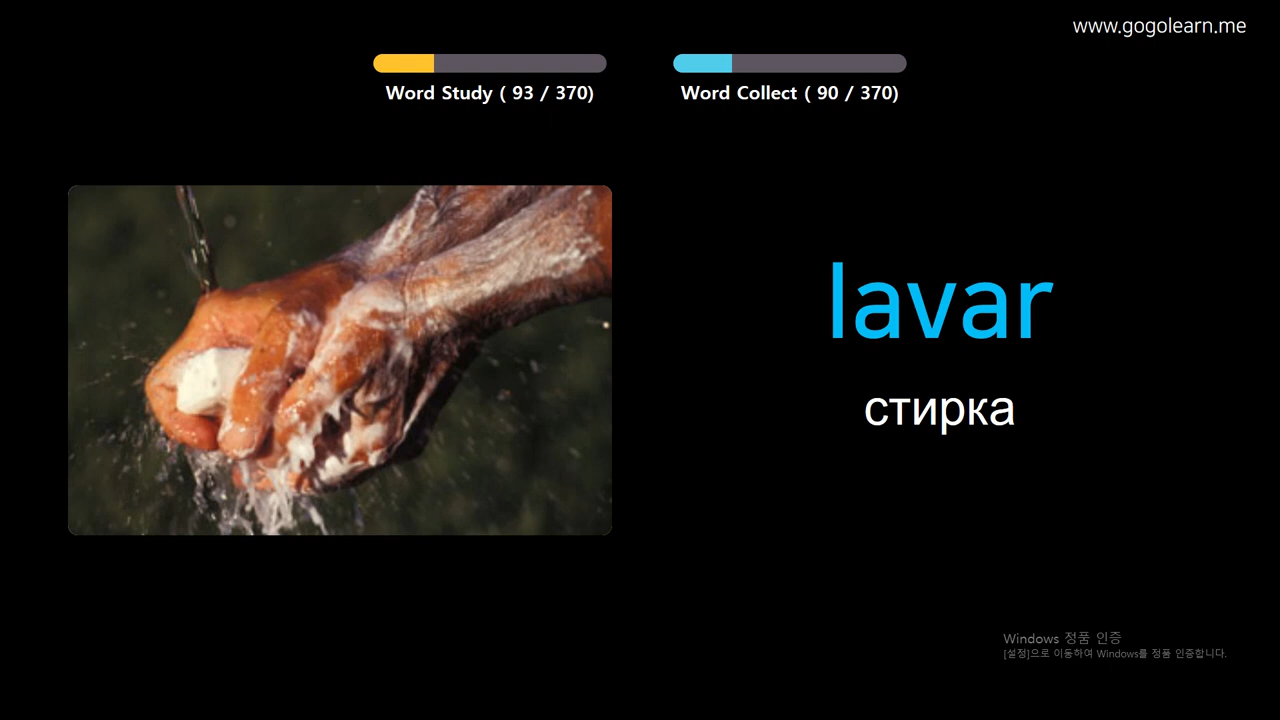 www.gogolearn.me
Word Study ( 93 / 370)
Word Collect ( 90 / 370)
lavar
стирка
Windows 정품 인증
[설정]으로 이동하여 Windows를 정품 인증합니다.